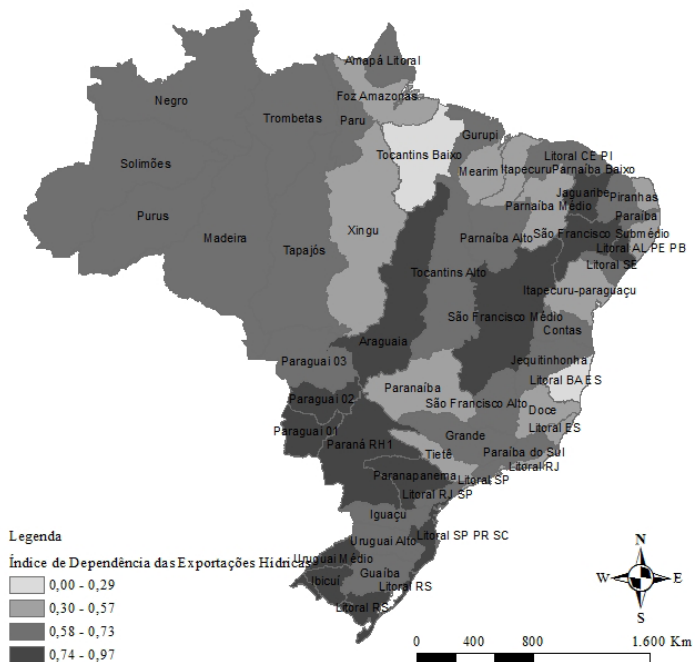 Amapá Litoral
Negro
Foz Amazonas
Trombetas
Paru
Gurupi
Tocantins Baixo
Litoral CE PI
Solimões
Mearim
Itapecuru
Parnaíba Baixo
Jaguaribe
Piranhas
Parnaíba Médio
Purus
Paraíba
Xingu
São Francisco Submédio
Madeira
Parnaíba Alto
Tapajós
Litoral AL PE PB
Litoral SE
Tocantins Alto
Itapecuru-paraguaçu
São Francisco Médio
Contas
Araguaia
Paraguai 03
Jequitinhonha
Litoral BA ES
Paranaíba
Paraguai 02
São Francisco Alto
Doce
Litoral ES
Paraguai 01
Grande
Paraná RH1
Tietê
Paraíba do Sul
Litoral RJ
Paranapanema
Litoral SP
Litoral RJ SP
Iguaçu
Litoral SP PR SC
Uruguai Alto
Uruguai Médio
Guaíba
Ibicuí
Litoral RS
Litoral RS
Legenda
Índice de Dependência das Exportações Hídricas
0,00 - 0,29
0,30 - 0,57
0,58 - 0,73
0,74 - 0,97
N
W
E
S
0 400 800 1.600 Km